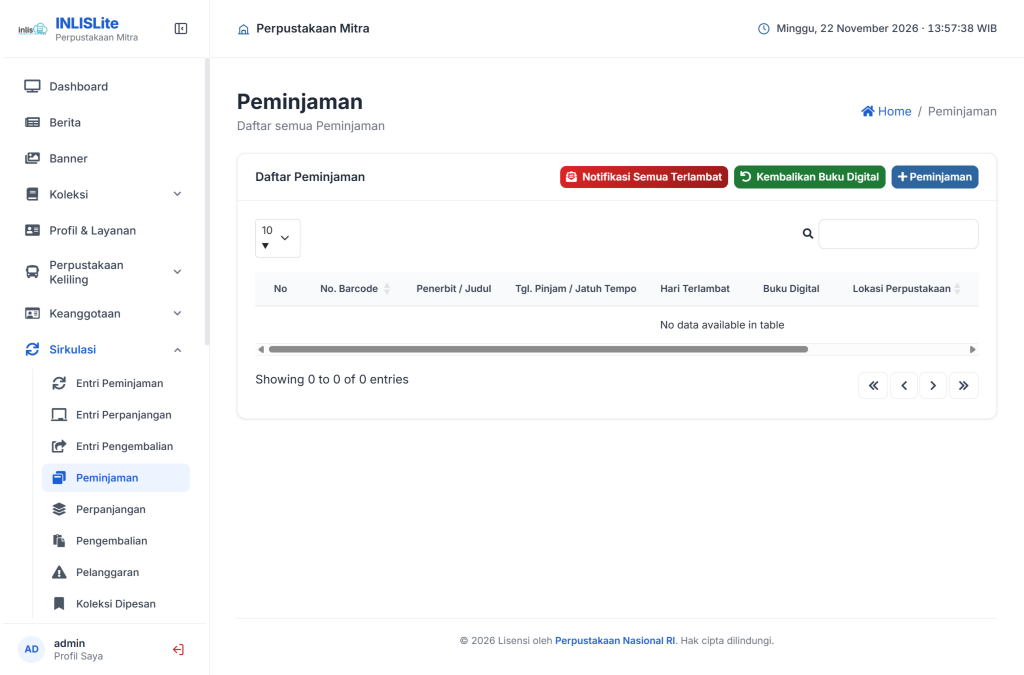 inlis
INLISLite
Perpustakaan Mitra
Perpustakaan Mitra
Minggu, 22 November 2026 · 13:57:38 WIB
Dashboard
Berita
Banner
Koleksi
Profil & Layanan
Perpustakaan
Keliling
Keanggotaan
Sirkulasi
Entri Peminjaman
Entri Perpanjangan
Entri Pengembalian
Peminjaman
Perpanjangan
Pengembalian
Pelanggaran
Koleksi Dipesan
AD
admin
Profil Saya
Peminjaman
Daftar semua Peminjaman
Home / Peminjaman
Daftar Peminjaman
Notifikasi Semua Terlambat
Kembalikan Buku Digital
Peminjaman
10
No No. Barcode Penerbit / Judul Tgl. Pinjam / Jatuh Tempo Hari Terlambat Buku Digital Lokasi Perpustakaan
No data available in table
Showing 0 to 0 of 0 entries
© 2026 Lisensi oleh Perpustakaan Nasional RI. Hak cipta dilindungi.